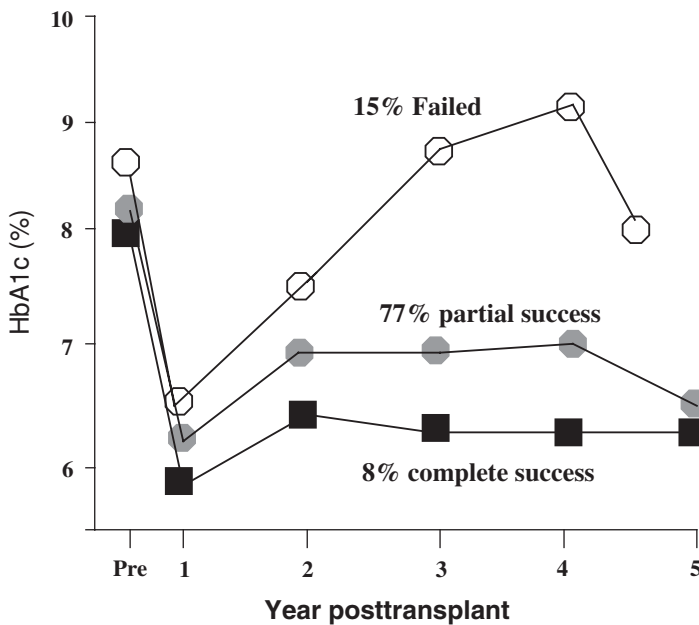 10
9
8
7
6
HbA1c (%)
15% Failed
77% partial success
8% complete success
Pre 1 2 3 4 5
Year posttransplant